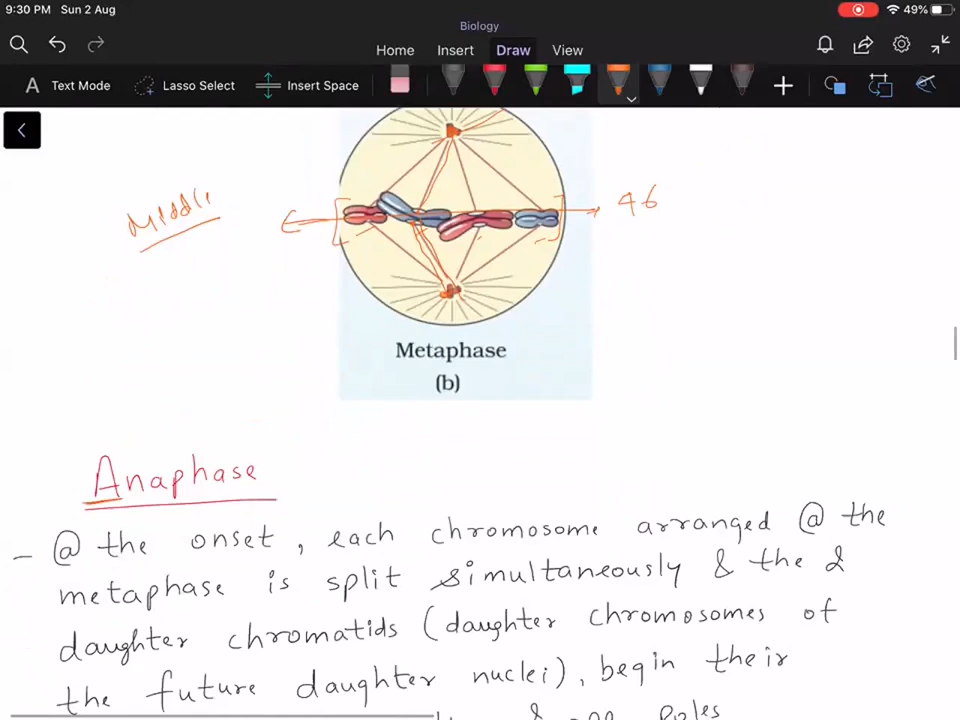 9:30 PM Sun 2 Aug
49%
Biology
Home Insert Draw View
A Text Mode Lasso Select Insert Space
Middle
46
Metaphase
(b)
Anaphase
- @ the onset, each chromosome arranged @ the
metaphase is split simultaneously & the 2
daughter chromatids (daughter chromosomes of
the future daughter nuclei), begin their
& poles